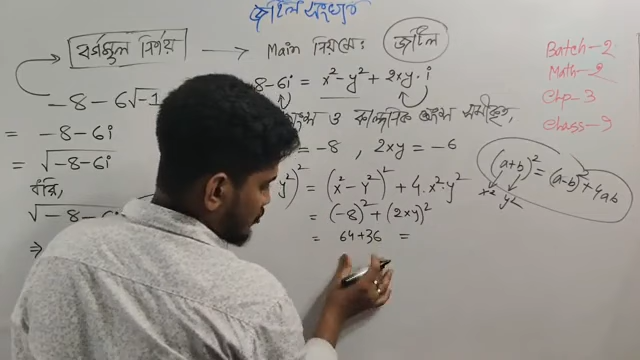 জটিল সংখ্যা
বর্গমূল নির্ণয় → Main নিয়মে: জটিল
-8-6√-1
= -8-6i
= √-8-6i
ধরি,
√-8-6
⇒
8-6i = x²-y²+2xy.i
ও কাল্পনিক অংশ সমীকৃত,
= -8, 2xy = -6
y²)² = (x²-y²)² + 4.x².y²
= (-8)² + (2xy)²
= 64+36 =
Batch-2
Math-2
Chp-3
Class-9
(a+b)² = (a-b)² + 4ab
x² y²